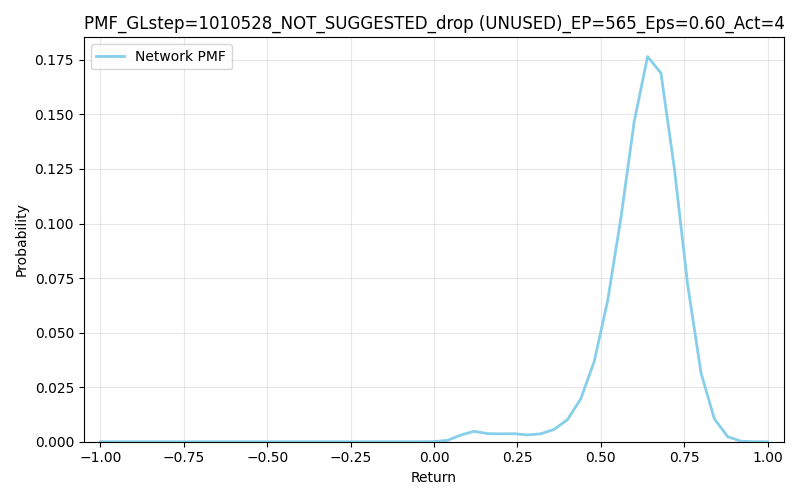 PMF_GLstep=1010528_NOT_SUGGESTED_drop (UNUSED)_EP=565_Eps=0.60_Act=4
Network PMF
Probability
0.175
0.150
0.125
0.100
0.075
0.050
0.025
0.000
−1.00 −0.75 −0.50 −0.25 0.00 0.25 0.50 0.75 1.00
Return